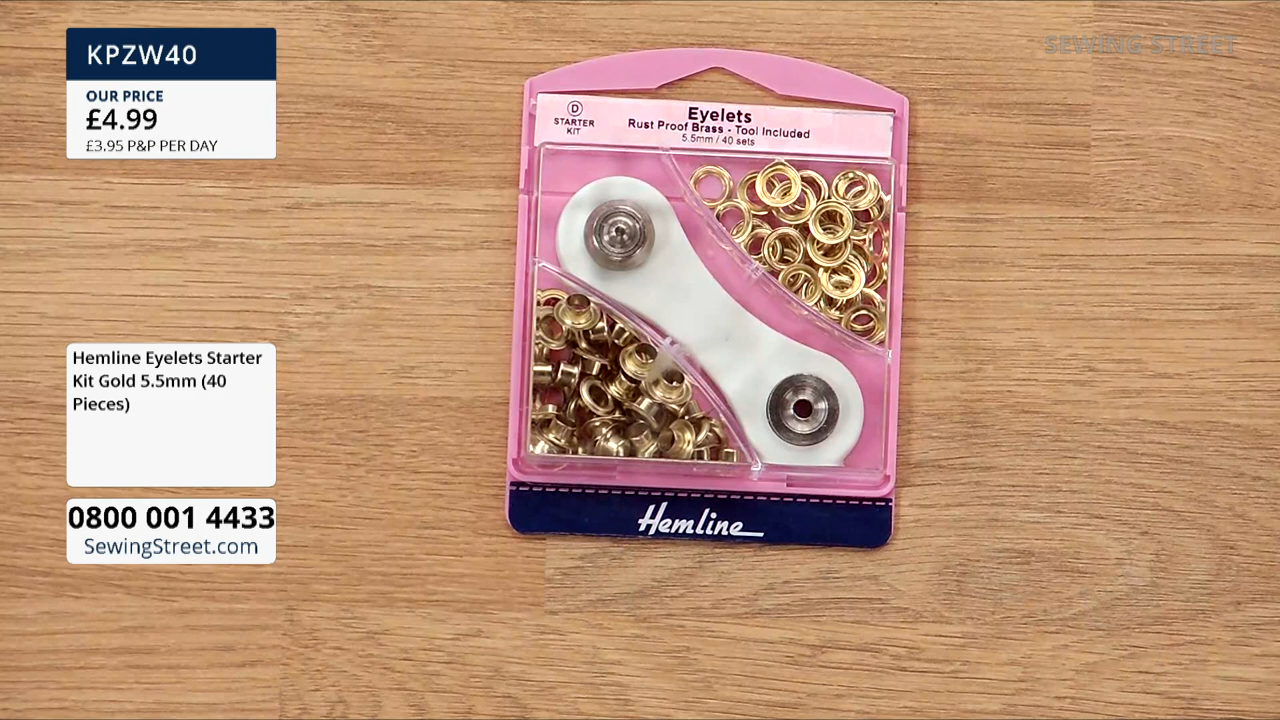 KPZW40
OUR PRICE
£4.99
£3.95 P&P PER DAY
SEWING STREET
D
STARTER
KIT
Eyelets
Rust Proof Brass - Tool Included
5.5mm / 40 sets
Hemline Eyelets Starter
Kit Gold 5.5mm (40
Pieces)
0800 001 4433
SewingStreet.com
Hemline